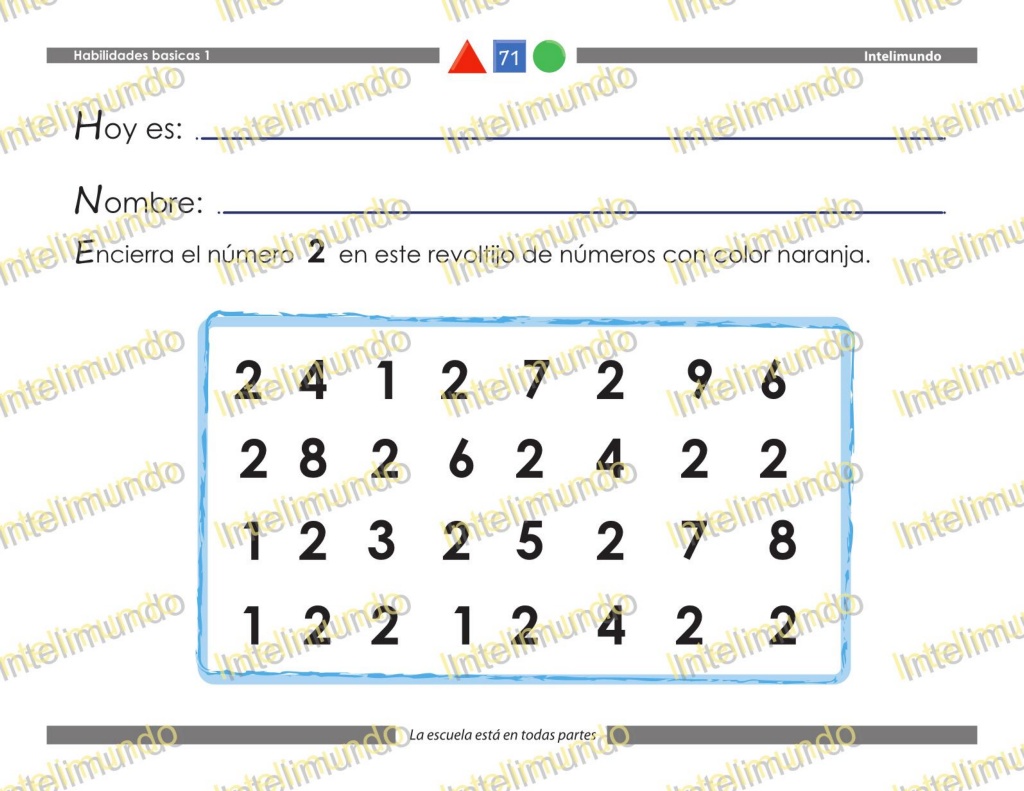 Habilidades basicas 1
71
Intelimundo
Hoy es:
Nombre:
Encierra el número 2 en este revoltijo de números con color naranja.
2 4 1 2 7 2 9 6
2 8 2 6 2 4 2 2
1 2 3 2 5 2 7 8
1 2 2 1 2 4 2 2
La escuela está en todas partes